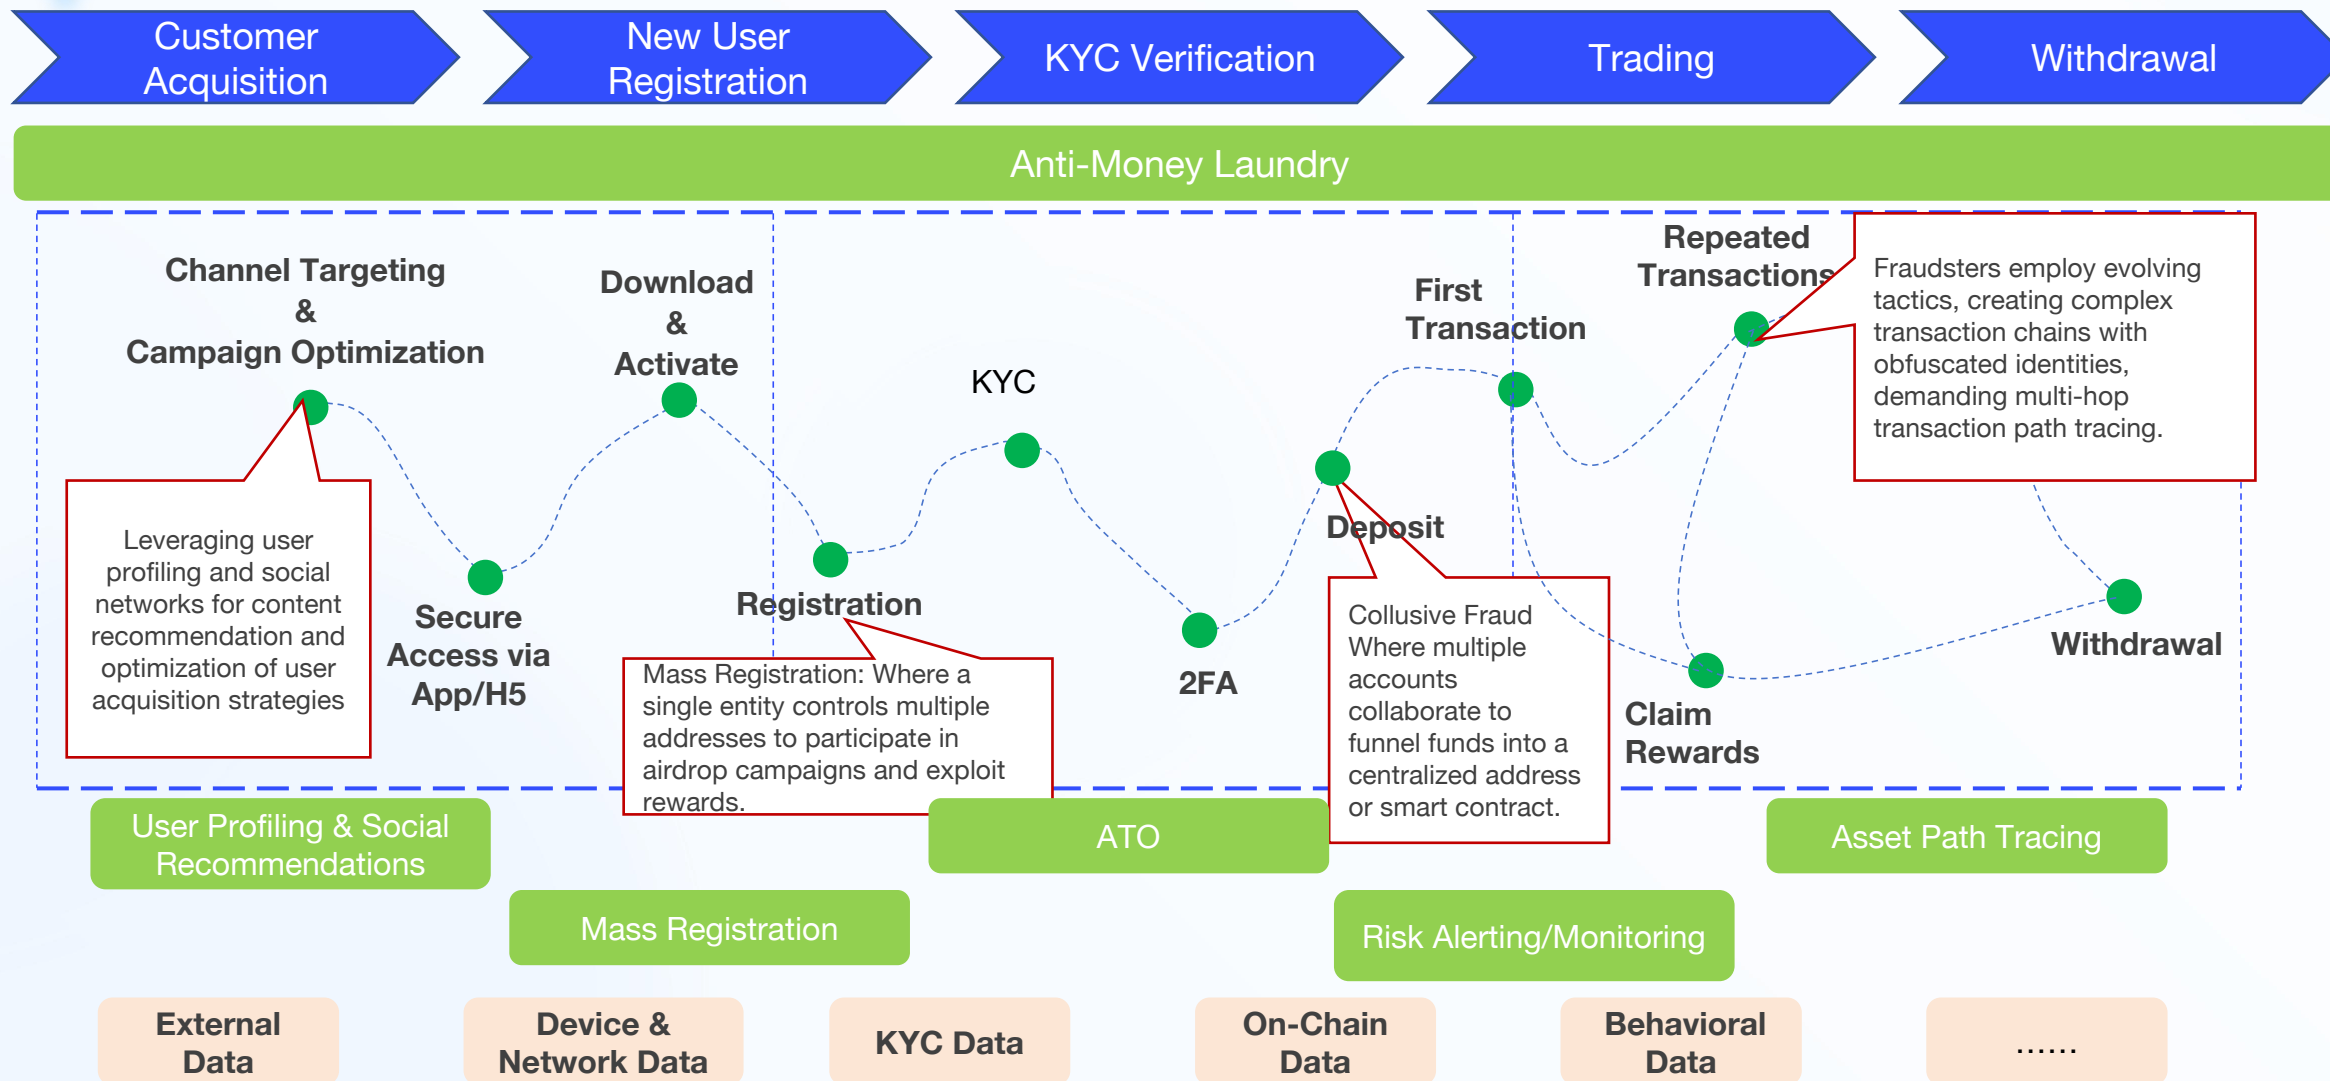 Customer
Acquisition
New User
Registration
KYC Verification
Trading
Withdrawal
Anti-Money Laundry
Channel Targeting
&
Campaign Optimization
Download
&
Activate
KYC
First
Transaction
Repeated
Transactions
Fraudsters employ evolving
tactics, creating complex
transaction chains with
obfuscated identities,
demanding multi-hop
transaction path tracing.
Leveraging user
profiling and social
networks for content
recommendation and
optimization of user
acquisition strategies
Secure
Access via
App/H5
Registration
Mass Registration: Where a
single entity controls multiple
addresses to participate in
airdrop campaigns and exploit
rewards.
2FA
Deposit
Collusive Fraud
Where multiple
accounts
collaborate to
funnel funds into a
centralized address
or smart contract.
Claim
Rewards
Withdrawal
User Profiling & Social
Recommendations
Mass Registration
ATO
Risk Alerting/Monitoring
Asset Path Tracing
External
Data
Device &
Network Data
KYC Data
On-Chain
Data
Behavioral
Data
......